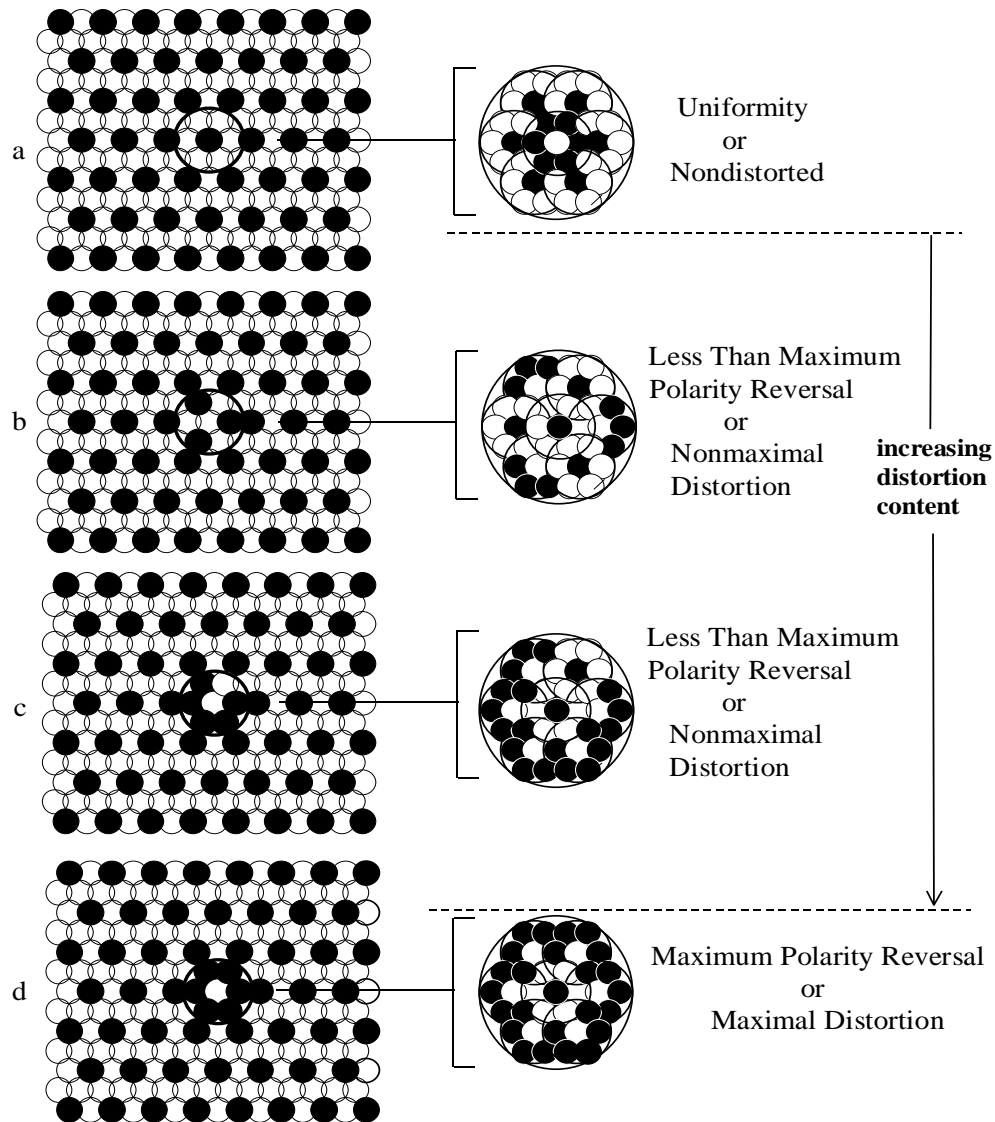 a
Uniformity
or
Nondistorted
b
Less Than Maximum
Polarity Reversal
or
Nonmaximal
Distortion
increasing
distortion
content
c
Less Than Maximum
Polarity Reversal
or
Nonmaximal
Distortion
d
Maximum Polarity Reversal
or
Maximal Distortion